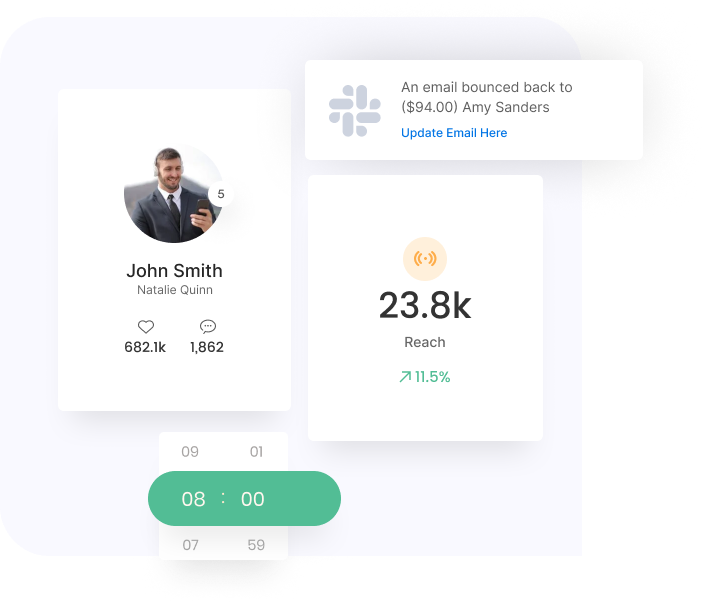 An email bounced back to
($94.00) Amy Sanders
Update Email Here
5
John Smith
Natalie Quinn
682.1k 1,862
23.8k
Reach
11.5%
09 01
08 : 00
07 59